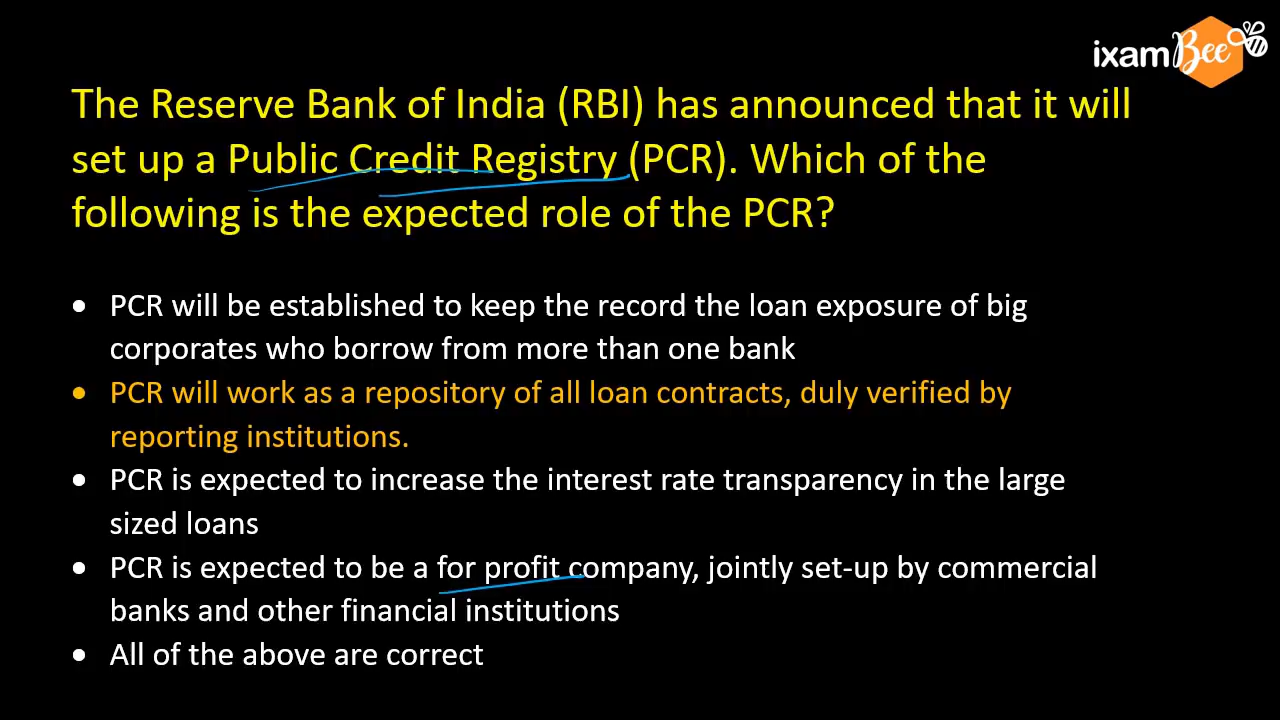 ixamBee
The Reserve Bank of India (RBI) has announced that it will
set up a Public Credit Registry (PCR). Which of the
following is the expected role of the PCR?
• PCR will be established to keep the record the loan exposure of big
corporates who borrow from more than one bank
• PCR will work as a repository of all loan contracts, duly verified by
reporting institutions.
• PCR is expected to increase the interest rate transparency in the large
sized loans
• PCR is expected to be a for profit company, jointly set-up by commercial
banks and other financial institutions
• All of the above are correct